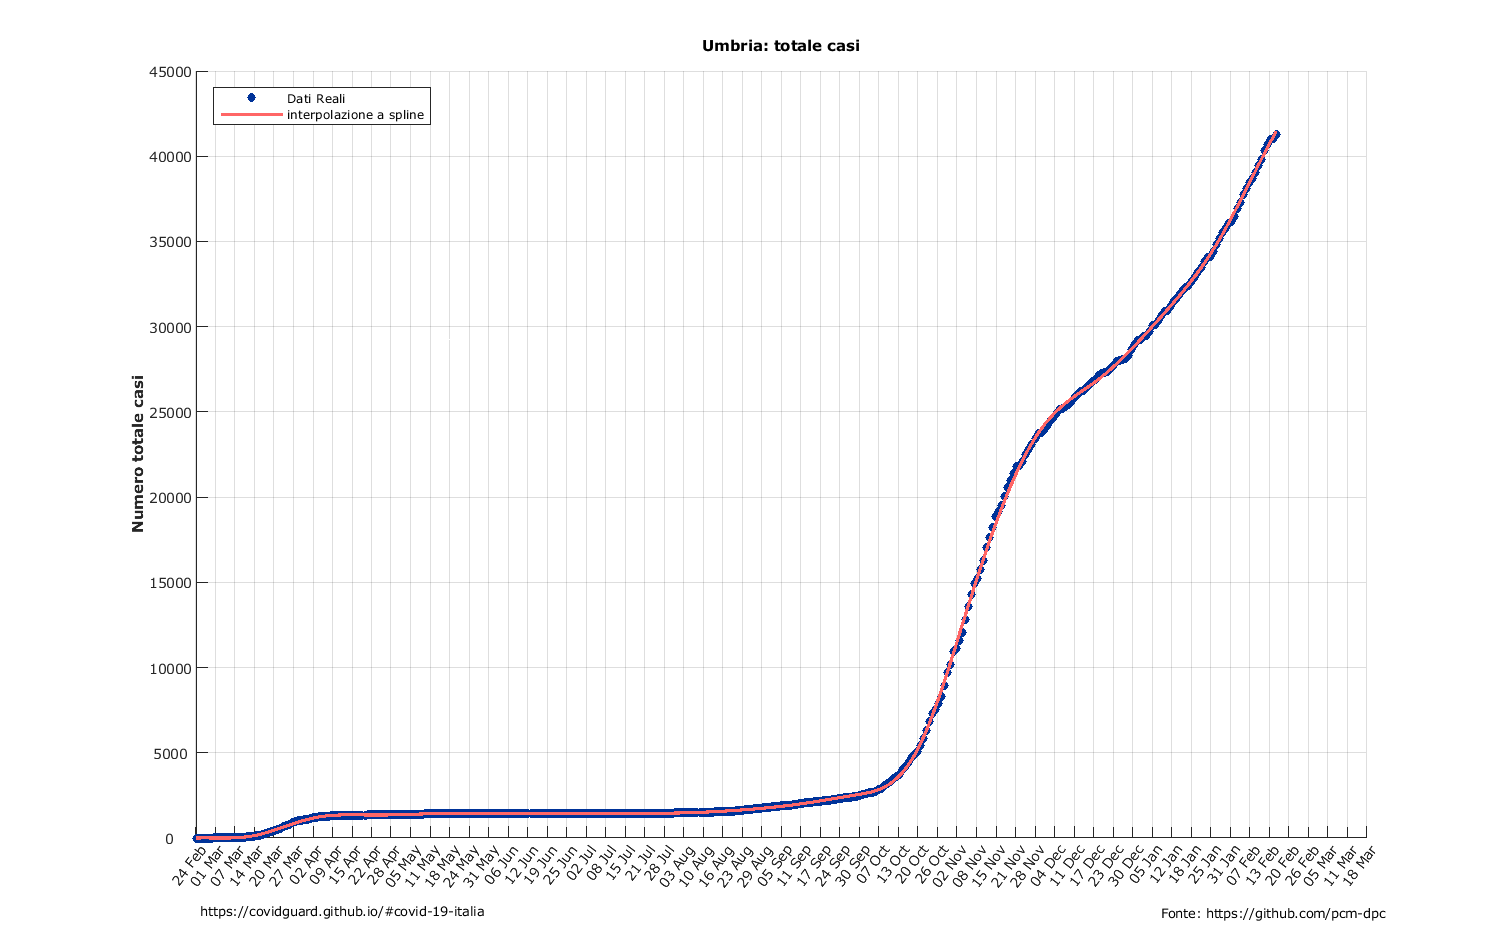 Umbria: totale casi
Dati Reali
interpolazione a spline
Numero totale casi
45000
40000
35000
30000
25000
20000
15000
10000
5000
0
24 Feb
01 Mar
07 Mar
14 Mar
20 Mar
27 Mar
02 Apr
09 Apr
15 Apr
22 Apr
28 Apr
05 May
11 May
18 May
24 May
31 May
06 Jun
12 Jun
19 Jun
25 Jun
02 Jul
08 Jul
15 Jul
21 Jul
28 Jul
03 Aug
10 Aug
16 Aug
23 Aug
29 Aug
05 Sep
11 Sep
17 Sep
24 Sep
30 Sep
07 Oct
13 Oct
20 Oct
26 Oct
02 Nov
08 Nov
15 Nov
21 Nov
28 Nov
04 Dec
11 Dec
17 Dec
23 Dec
30 Dec
05 Jan
12 Jan
18 Jan
25 Jan
31 Jan
07 Feb
13 Feb
20 Feb
26 Feb
05 Mar
11 Mar
18 Mar
https://covidguard.github.io/#covid-19-italia
Fonte: https://github.com/pcm-dpc